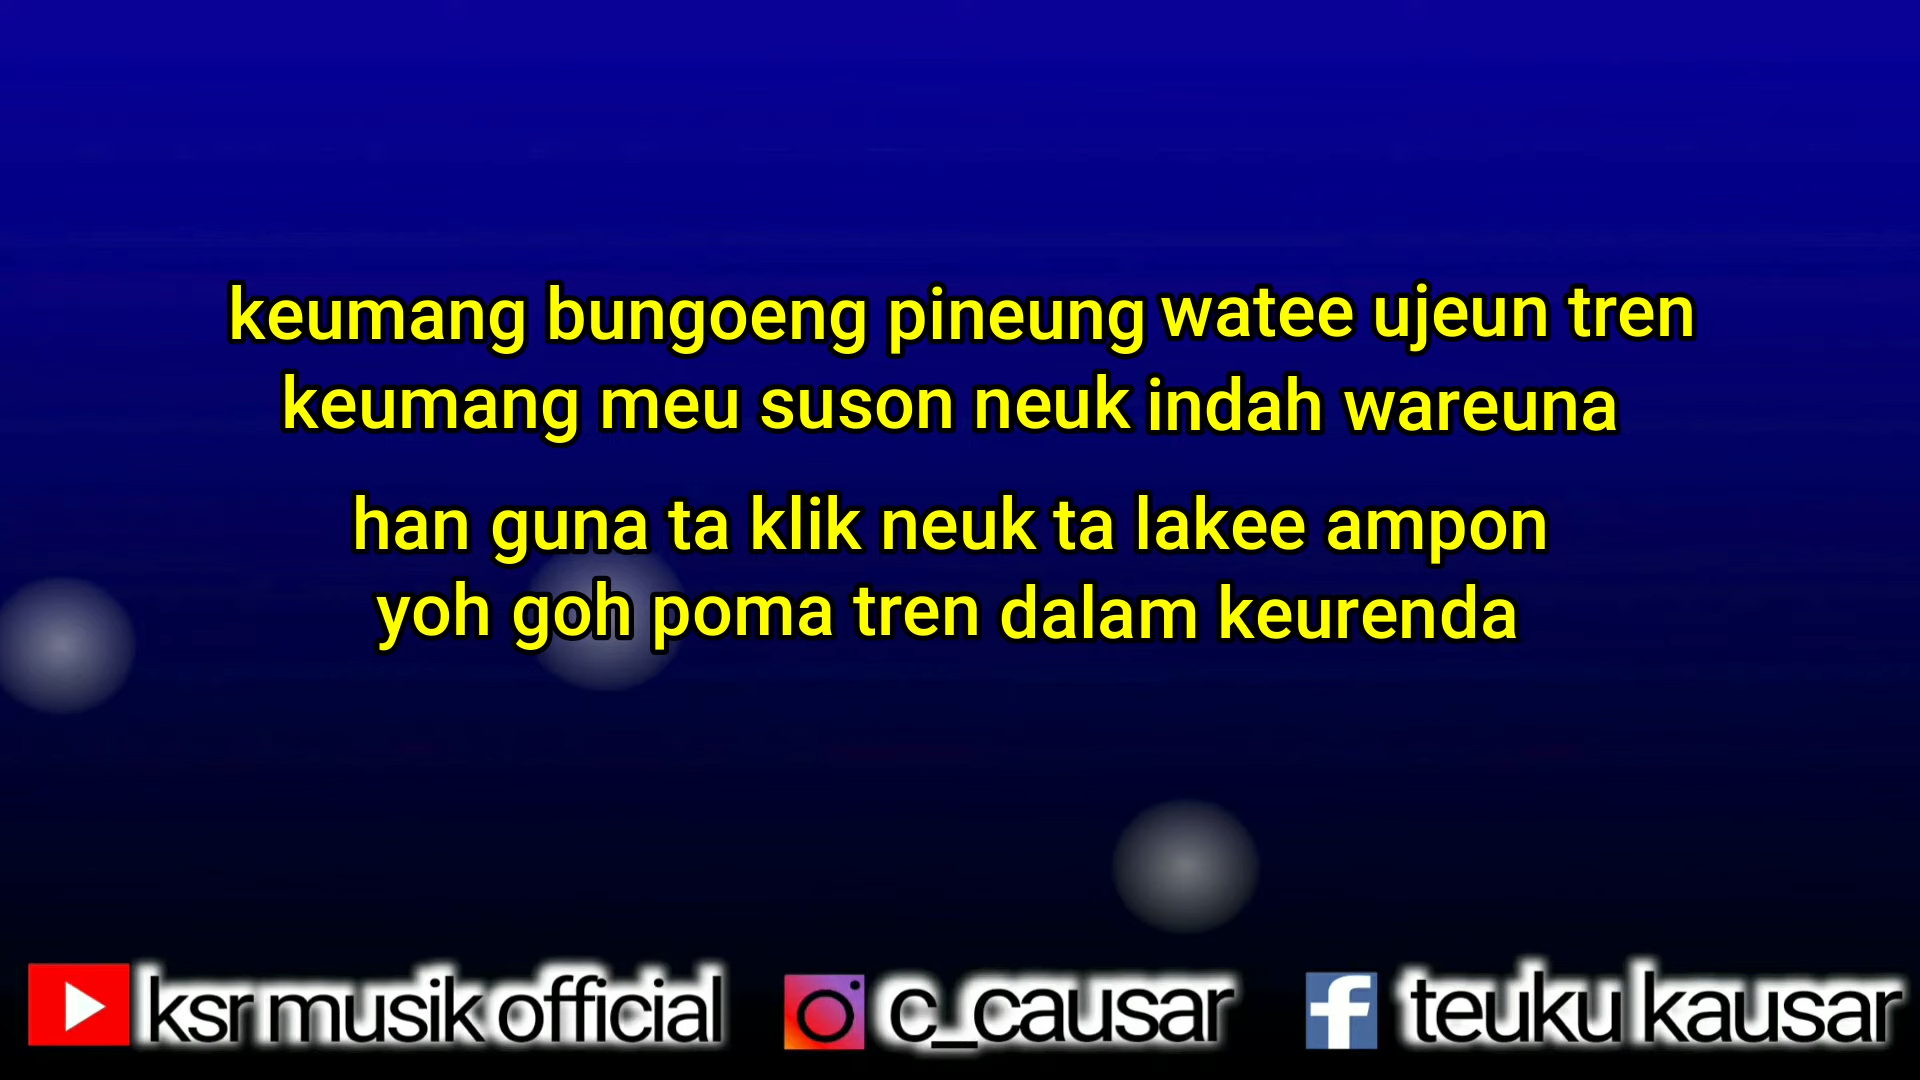 keumang bungoeng pineung watee ujeun tren
keumang meu suson neuk indah wareuna
han guna ta klik neuk ta lakee ampon
yoh goh poma tren dalam keurenda
ksr musik official c_causar teuku kausar